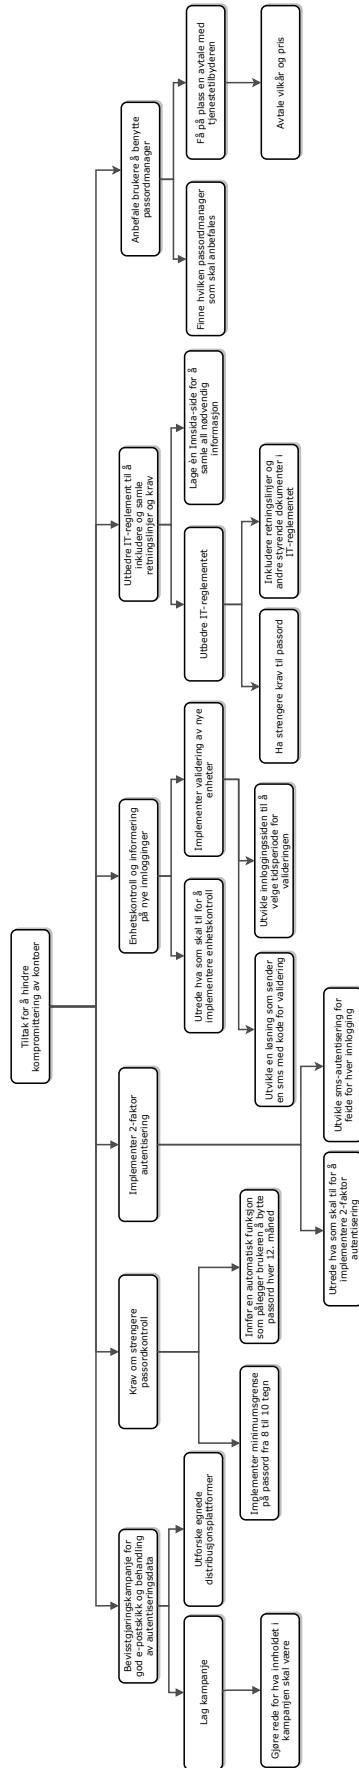 Tiltak for å hindre
kompromittering av kontoer
Bevisstgjøringskampanje for
god e-postskikk og behandling
av autentiseringsdata
Krav om strengere
passordkontroll
Implementer 2-faktor
autentisering
Enhetskontroll og informering
på nye innlogginger
Utbedre IT-reglement til å
inkludere og samle
retningslinjer og krav
Anbefale brukere å benytte
passordmanager
Lag kampanje
Utforske egnede
distribusjonsplattformer
Implementer minimumsgrense
på passord fra 8 til 10 tegn
Innfør en automatisk funksjon
som pålegger brukeren å bytte
passord hver 12. måned
Utrede hva som skal til for å
implementere enhetskontroll
Implementer validering av nye
enheter
Utbedre IT-reglementet
Lage én Innsida-side for å
samle all nødvendig
informasjon
Finne hvilken passordmanager
som skal anbefales
Få på plass en avtale med
tjenestetilbyderen
Gjøre rede for hva innholdet i
kampanjen skal være
Utrede hva som skal til for å
implementere 2-faktor
autentisering
Utvikle sms-autentisering for
feide for hver innlogging
Utvikle en løsning som sender
en sms med kode for validering
Utvikle innloggingssiden til å
velge tidsperiode for
valideringen
Ha strengere krav til passord
Inkludere retningslinjer og
andre styrende dokumenter i
IT-reglementet
Avtale vilkår og pris